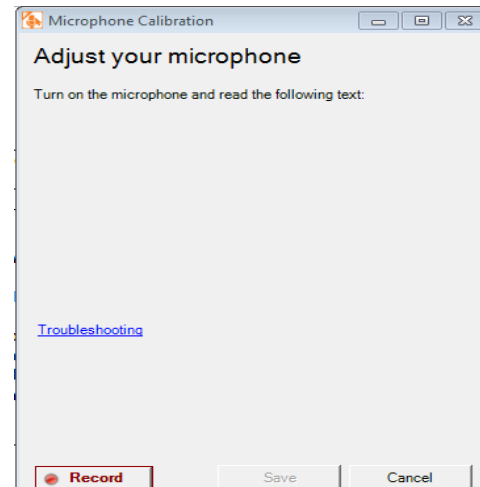 Microphone Calibration
Adjust your microphone
Turn on the microphone and read the following text:
Troubleshooting
Record Save Cancel